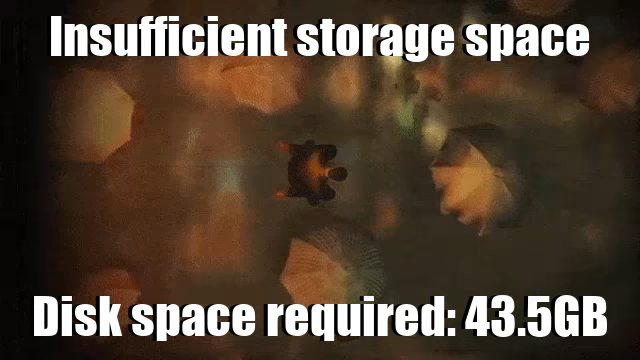 Insufficient storage space
Disk space required: 43.5GB